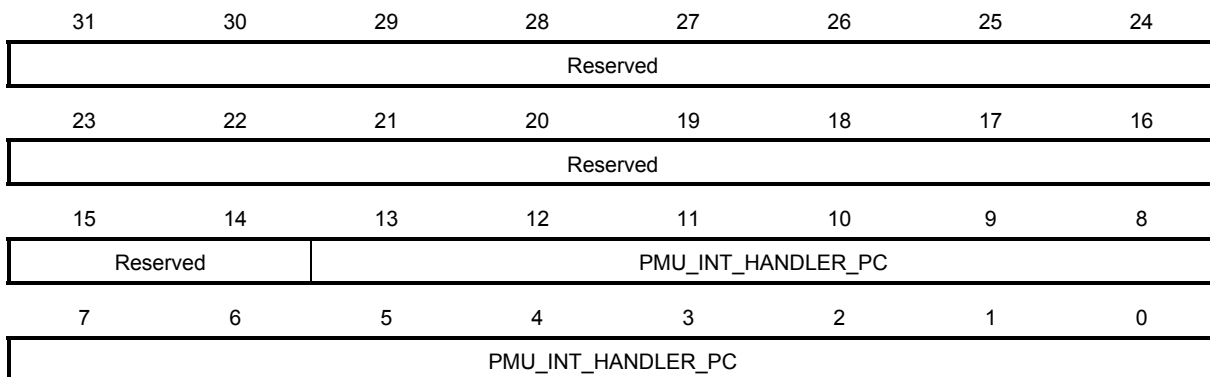 31 30 29 28 27 26 25 24
Reserved
23 22 21 20 19 18 17 16
Reserved
15 14 13 12 11 10 9 8
Reserved PMU_INT_HANDLER_PC
7 6 5 4 3 2 1 0
PMU_INT_HANDLER_PC